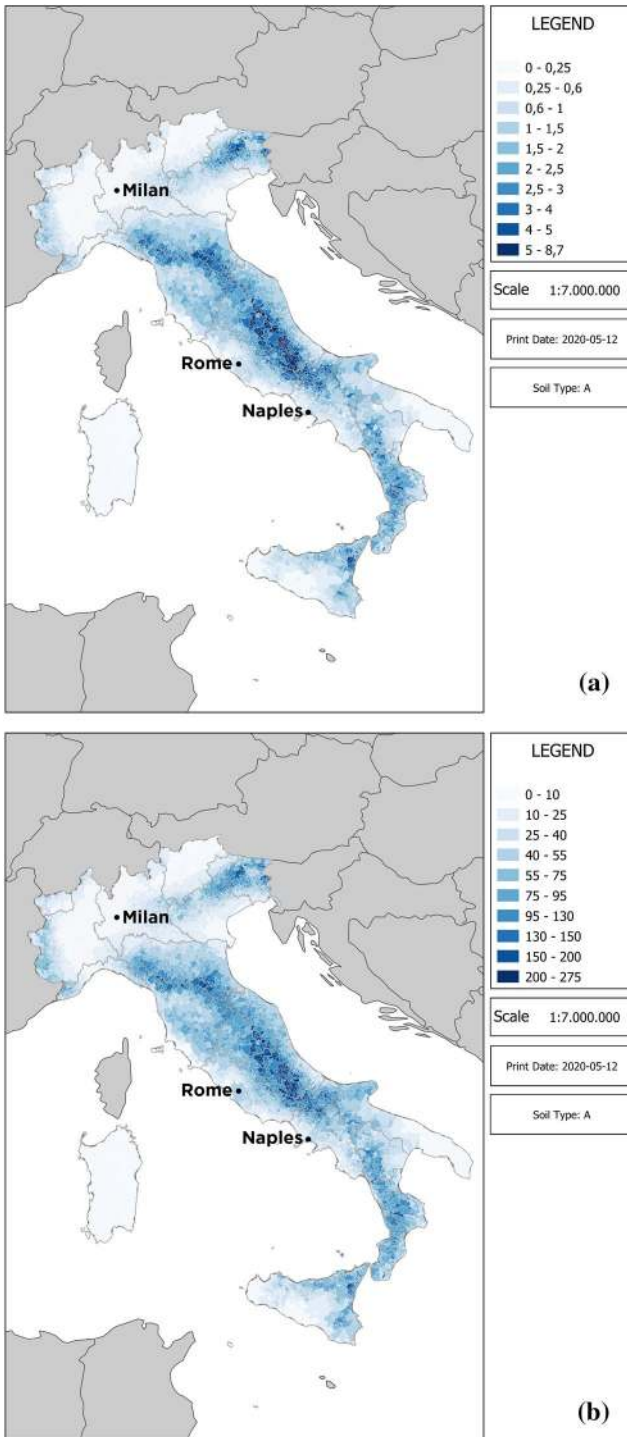 LEGEND
0 - 0,25
0,25 - 0,6
0,6 - 1
1 - 1,5
1,5 - 2
2 - 2,5
2,5 - 3
3 - 4
4 - 5
5 - 8,7
Scale 1:7.000.000
Print Date: 2020-05-12
Soil Type: A
Milan
Rome
Naples
(a)
LEGEND
0 - 10
10 - 25
25 - 40
40 - 55
55 - 75
75 - 95
95 - 130
130 - 150
150 - 200
200 - 275
Scale 1:7.000.000
Print Date: 2020-05-12
Soil Type: A
Milan
Rome
Naples
(b)